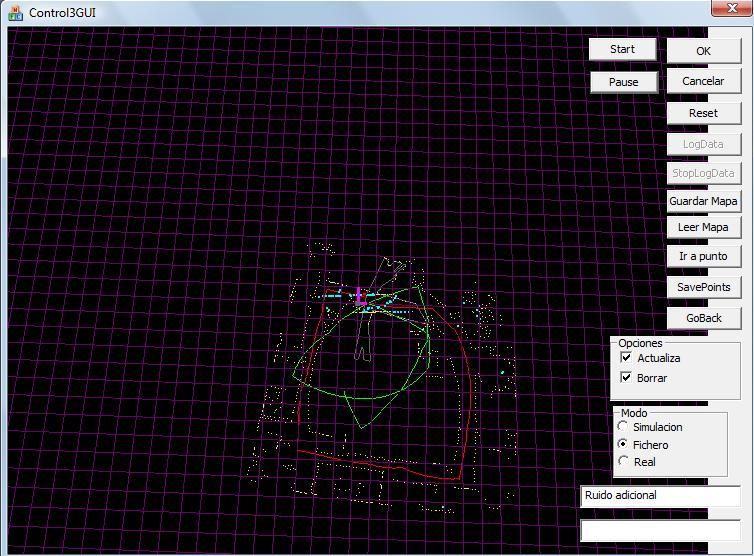 Control3GUI
Start
OK
Pause
Cancelar
Reset
LogData
StopLogData
Guardar Mapa
Leer Mapa
Ir a punto
SavePoints
GoBack
Opciones
Actualiza
Borrar
Modo
Simulacion
Fichero
Real
Ruido adicional